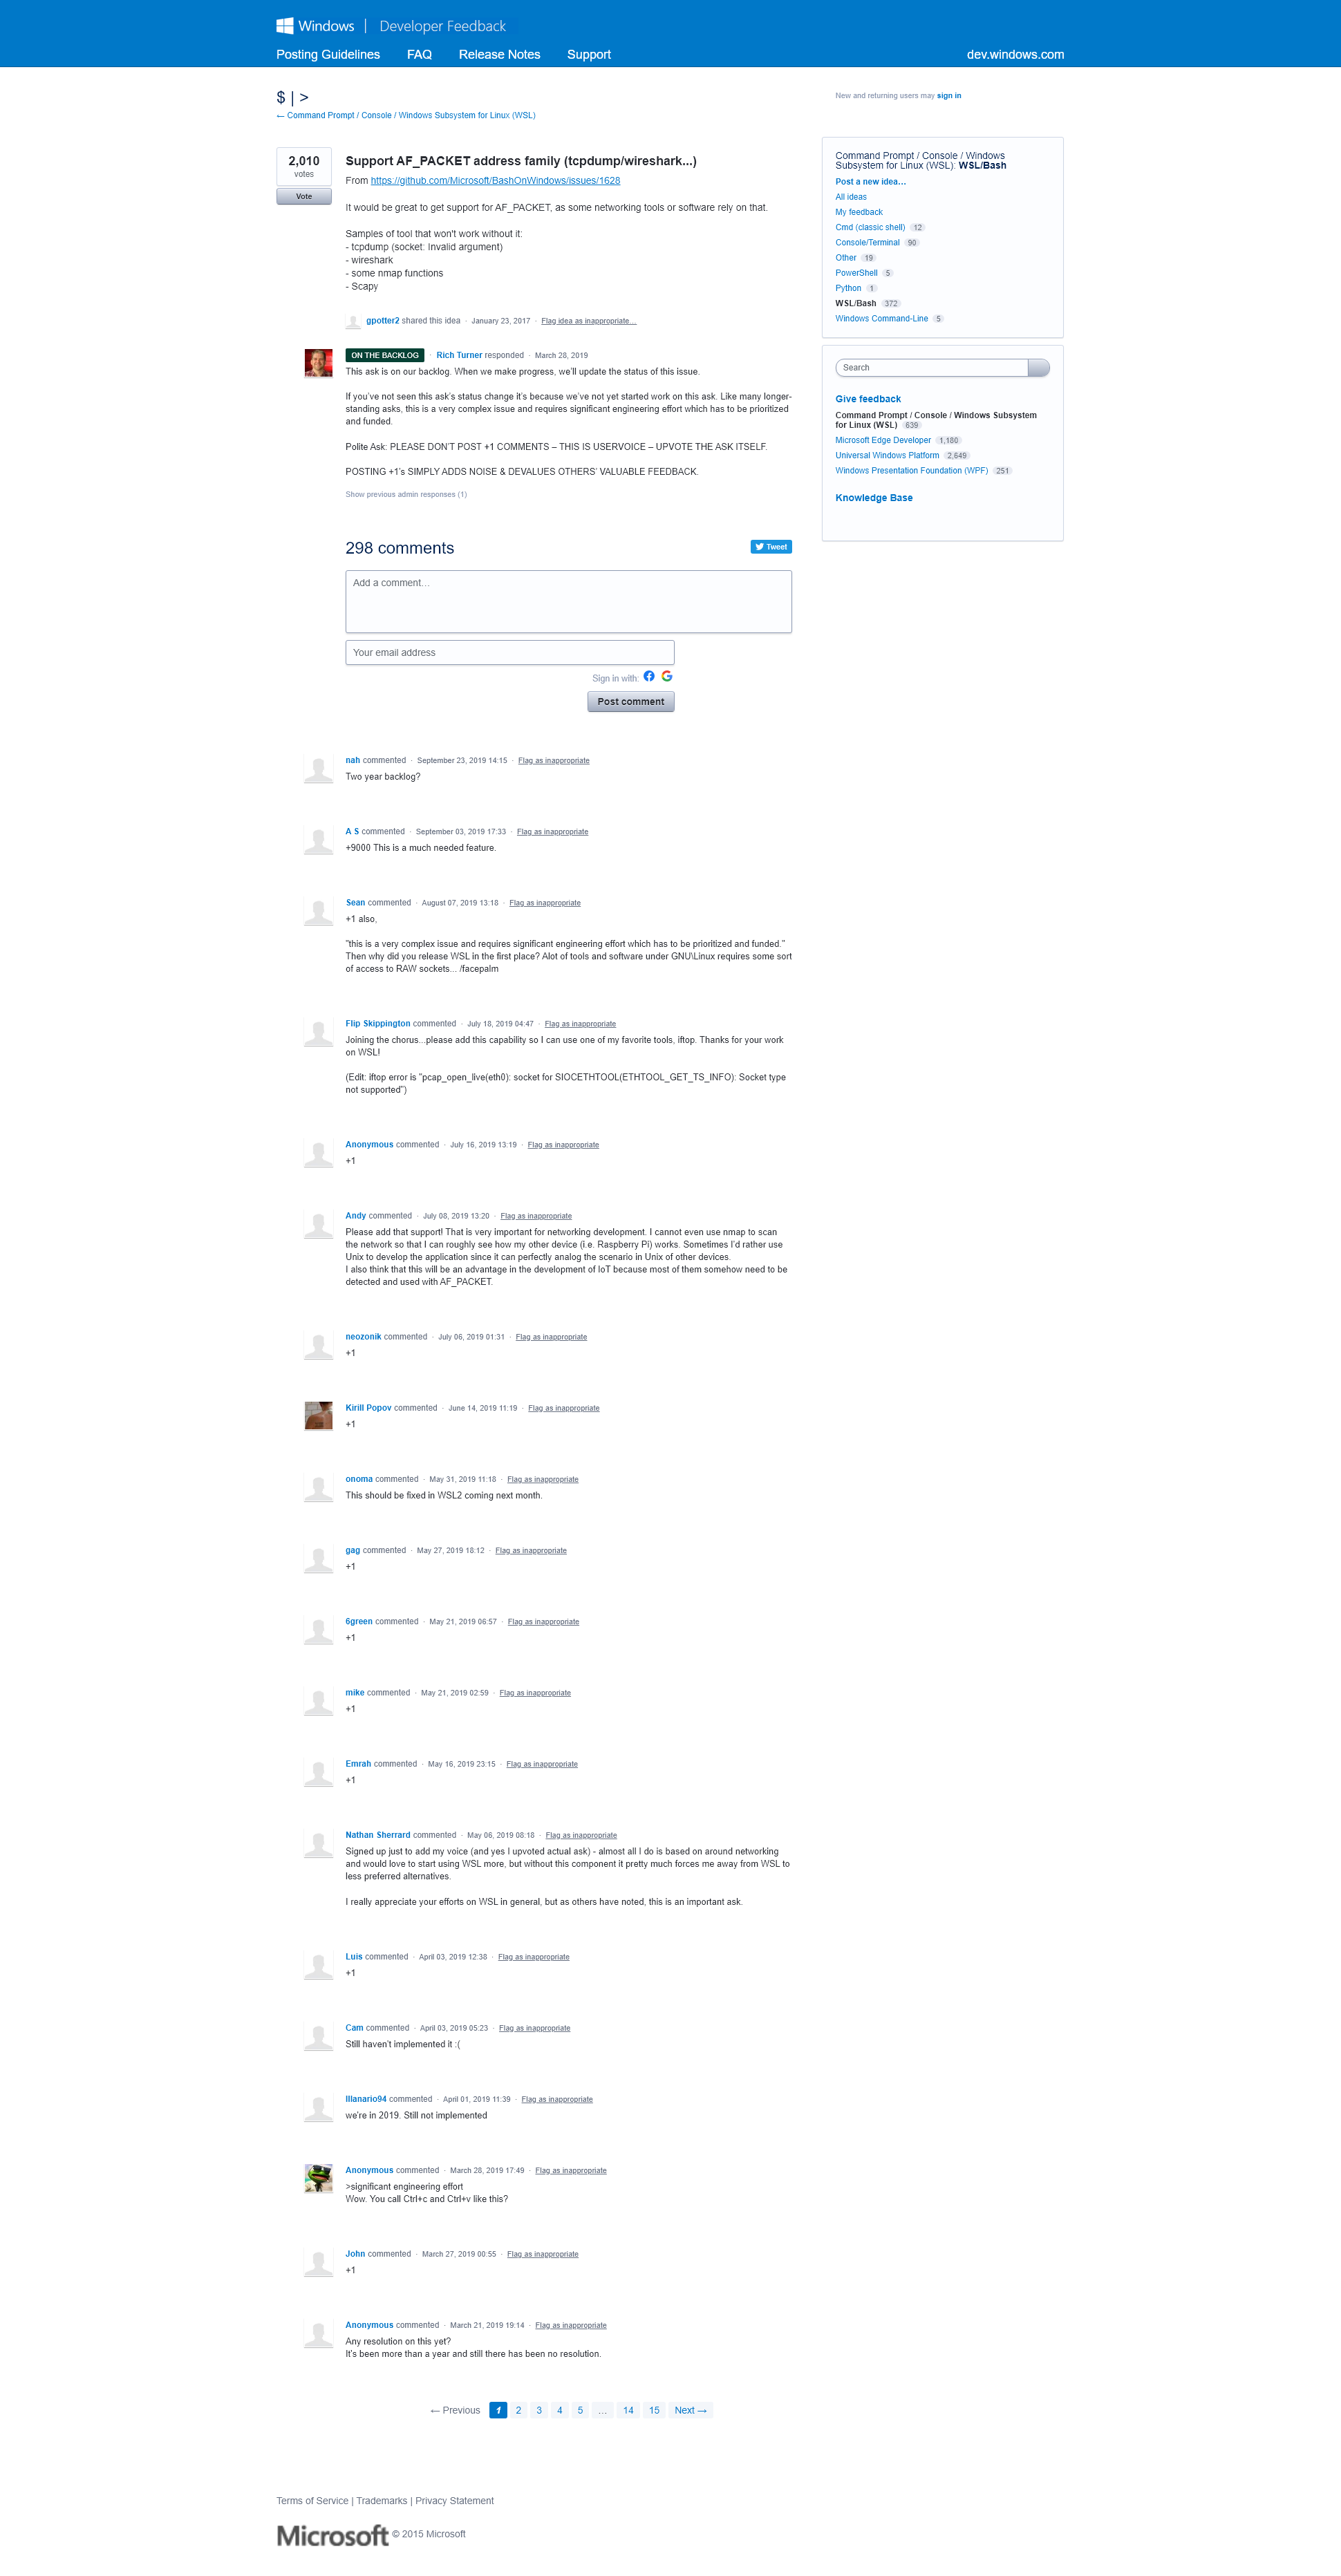 Windows | Developer Feedback
Posting Guidelines FAQ Release Notes Support dev.windows.com
$ | >
← Command Prompt / Console / Windows Subsystem for Linux (WSL)
New and returning users may sign in
2,010
votes
Vote
Support AF_PACKET address family (tcpdump/wireshark...)
From https://github.com/Microsoft/BashOnWindows/issues/1628
It would be great to get support for AF_PACKET, as some networking tools or software rely on that.
Samples of tool that won't work without it:
- tcpdump (socket: Invalid argument)
- wireshark
- some nmap functions
- Scapy
gpotter2 shared this idea · January 23, 2017 · Flag idea as inappropriate…
ON THE BACKLOG · Rich Turner responded · March 28, 2019
This ask is on our backlog. When we make progress, we'll update the status of this issue.
If you've not seen this ask's status change it's because we've not yet started work on this ask. Like many longer-
standing asks, this is a very complex issue and requires significant engineering effort which has to be prioritized
and funded.
Polite Ask: PLEASE DON'T POST +1 COMMENTS – THIS IS USERVOICE – UPVOTE THE ASK ITSELF.
POSTING +1's SIMPLY ADDS NOISE & DEVALUES OTHERS' VALUABLE FEEDBACK.
Show previous admin responses (1)
Command Prompt / Console / Windows
Subsystem for Linux (WSL): WSL/Bash
Post a new idea…
All ideas
My feedback
Cmd (classic shell) 12
Console/Terminal 90
Other 19
PowerShell 5
Python 1
WSL/Bash 372
Windows Command-Line 5
Search
Give feedback
Command Prompt / Console / Windows Subsystem
for Linux (WSL) 639
Microsoft Edge Developer 1,180
Universal Windows Platform 2,649
Windows Presentation Foundation (WPF) 251
Knowledge Base
298 comments
Tweet
Add a comment…
Your email address
Sign in with:
Post comment
nah commented · September 23, 2019 14:15 · Flag as inappropriate
Two year backlog?
A S commented · September 03, 2019 17:33 · Flag as inappropriate
+9000 This is a much needed feature.
Sean commented · August 07, 2019 13:18 · Flag as inappropriate
+1 also,
"this is a very complex issue and requires significant engineering effort which has to be prioritized and funded."
Then why did you release WSL in the first place? Alot of tools and software under GNU\Linux requires some sort
of access to RAW sockets... /facepalm
Flip Skippington commented · July 18, 2019 04:47 · Flag as inappropriate
Joining the chorus...please add this capability so I can use one of my favorite tools, iftop. Thanks for your work
on WSL!
(Edit: iftop error is "pcap_open_live(eth0): socket for SIOCETHTOOL(ETHTOOL_GET_TS_INFO): Socket type
not supported")
Anonymous commented · July 16, 2019 13:19 · Flag as inappropriate
+1
Andy commented · July 08, 2019 13:20 · Flag as inappropriate
Please add that support! That is very important for networking development. I cannot even use nmap to scan
the network so that I can roughly see how my other device (i.e. Raspberry Pi) works. Sometimes I'd rather use
Unix to develop the application since it can perfectly analog the scenario in Unix of other devices.
I also think that this will be an advantage in the development of IoT because most of them somehow need to be
detected and used with AF_PACKET.
neozonik commented · July 06, 2019 01:31 · Flag as inappropriate
+1
Kirill Popov commented · June 14, 2019 11:19 · Flag as inappropriate
+1
onoma commented · May 31, 2019 11:18 · Flag as inappropriate
This should be fixed in WSL2 coming next month.
gag commented · May 27, 2019 18:12 · Flag as inappropriate
+1
6green commented · May 21, 2019 06:57 · Flag as inappropriate
+1
mike commented · May 21, 2019 02:59 · Flag as inappropriate
+1
Emrah commented · May 16, 2019 23:15 · Flag as inappropriate
+1
Nathan Sherrard commented · May 06, 2019 08:18 · Flag as inappropriate
Signed up just to add my voice (and yes I upvoted actual ask) - almost all I do is based on around networking
and would love to start using WSL more, but without this component it pretty much forces me away from WSL to
less preferred alternatives.
I really appreciate your efforts on WSL in general, but as others have noted, this is an important ask.
Luis commented · April 03, 2019 12:38 · Flag as inappropriate
+1
Cam commented · April 03, 2019 05:23 · Flag as inappropriate
Still haven't implemented it :(
Illanario94 commented · April 01, 2019 11:39 · Flag as inappropriate
we're in 2019. Still not implemented
Anonymous commented · March 28, 2019 17:49 · Flag as inappropriate
>significant engineering effort
Wow. You call Ctrl+c and Ctrl+v like this?
John commented · March 27, 2019 00:55 · Flag as inappropriate
+1
Anonymous commented · March 21, 2019 19:14 · Flag as inappropriate
Any resolution on this yet?
It's been more than a year and still there has been no resolution.
← Previous 1 2 3 4 5 … 14 15 Next →
Terms of Service | Trademarks | Privacy Statement
Microsoft © 2015 Microsoft